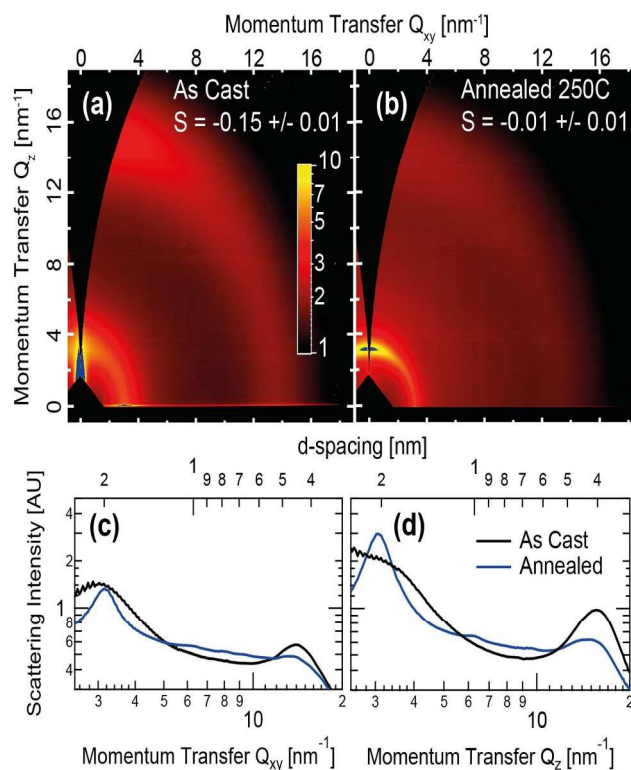 Momentum Transfer Qxy [nm-1]
0 4 8 12 16 0 4 8 12 16
Momentum Transfer Qz [nm-1]
16
12
8
4
0
(a) As Cast
S = -0.15 +/- 0.01
10
7
5
3
2
1
(b) Annealed 250C
S = -0.01 +/- 0.01
d-spacing [nm]
2 1 9 8 7 6 5 4 2 1 9 8 7 6 5 4
Scattering Intensity [AU]
4
2
1
8
6
4
(c)
(d)
As Cast
Annealed
3 4 5 6 7 8 9 10 2 3 4 5 6 7 8 9 10 2
Momentum Transfer Qxy [nm-1] Momentum Transfer Qz [nm-1]